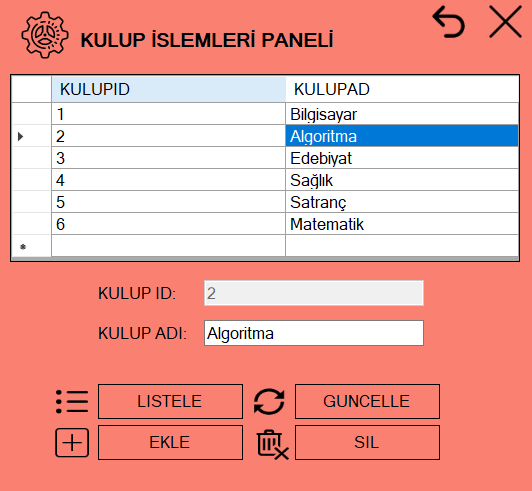 KULUP İSLEMLERİ PANELİ
KULUPID KULUPAD
1 Bilgisayar
2 Algoritma
3 Edebiyat
4 Sağlık
5 Satranç
6 Matematik
*
KULUP ID: 2
KULUP ADI: Algoritma
LISTELE GUNCELLE
EKLE SIL